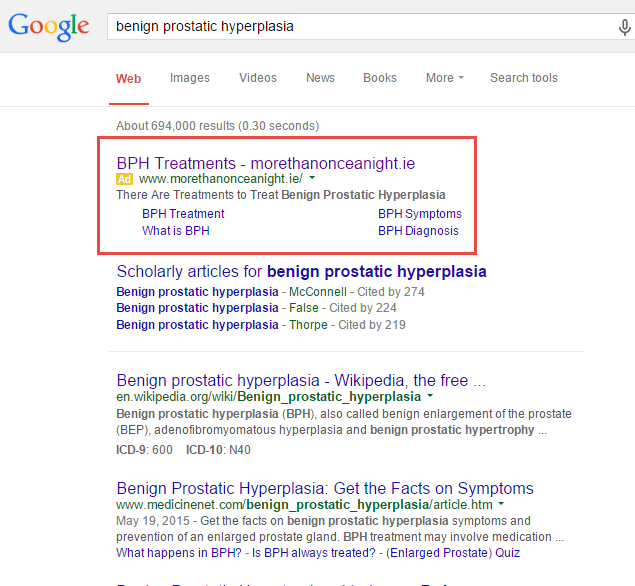 Google
benign prostatic hyperplasia
Web Images Videos News Books More Search tools
About 694,000 results (0.30 seconds)
BPH Treatments - morethanonceanight.ie
Ad www.morethanonceanight.ie/
There Are Treatments to Treat Benign Prostatic Hyperplasia
BPH Treatment BPH Symptoms
What is BPH BPH Diagnosis
Scholarly articles for benign prostatic hyperplasia
Benign prostatic hyperplasia - McConnell - Cited by 274
Benign prostatic hyperplasia - False - Cited by 224
Benign prostatic hyperplasia - Thorpe - Cited by 219
Benign prostatic hyperplasia - Wikipedia, the free ...
en.wikipedia.org/wiki/Benign_prostatic_hyperplasia
Benign prostatic hyperplasia (BPH), also called benign enlargement of the prostate
(BEP), adenofibromyomatous hyperplasia and benign prostatic hypertrophy ...
ICD-9: 600 ICD-10: N40
Benign Prostatic Hyperplasia: Get the Facts on Symptoms
www.medicinenet.com/benign_prostatic_hyperplasia/article.htm
May 19, 2015 - Get the facts on benign prostatic hyperplasia symptoms and
prevention of an enlarged prostate gland. BPH treatment may involve medication ...
What happens in BPH? - Is BPH always treated? - (Enlarged Prostate) Quiz